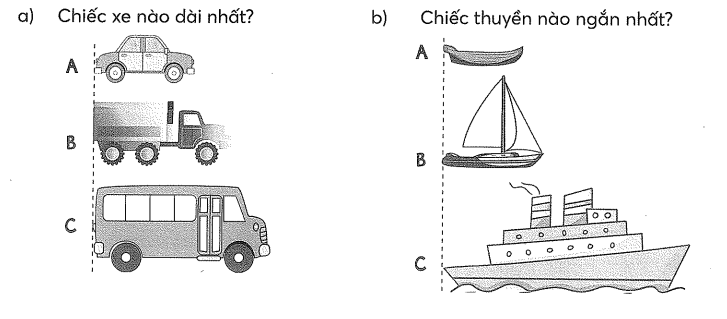 a) Chiếc xe nào dài nhất?
A
B
C
b) Chiếc thuyền nào ngắn nhất?
A
B
C